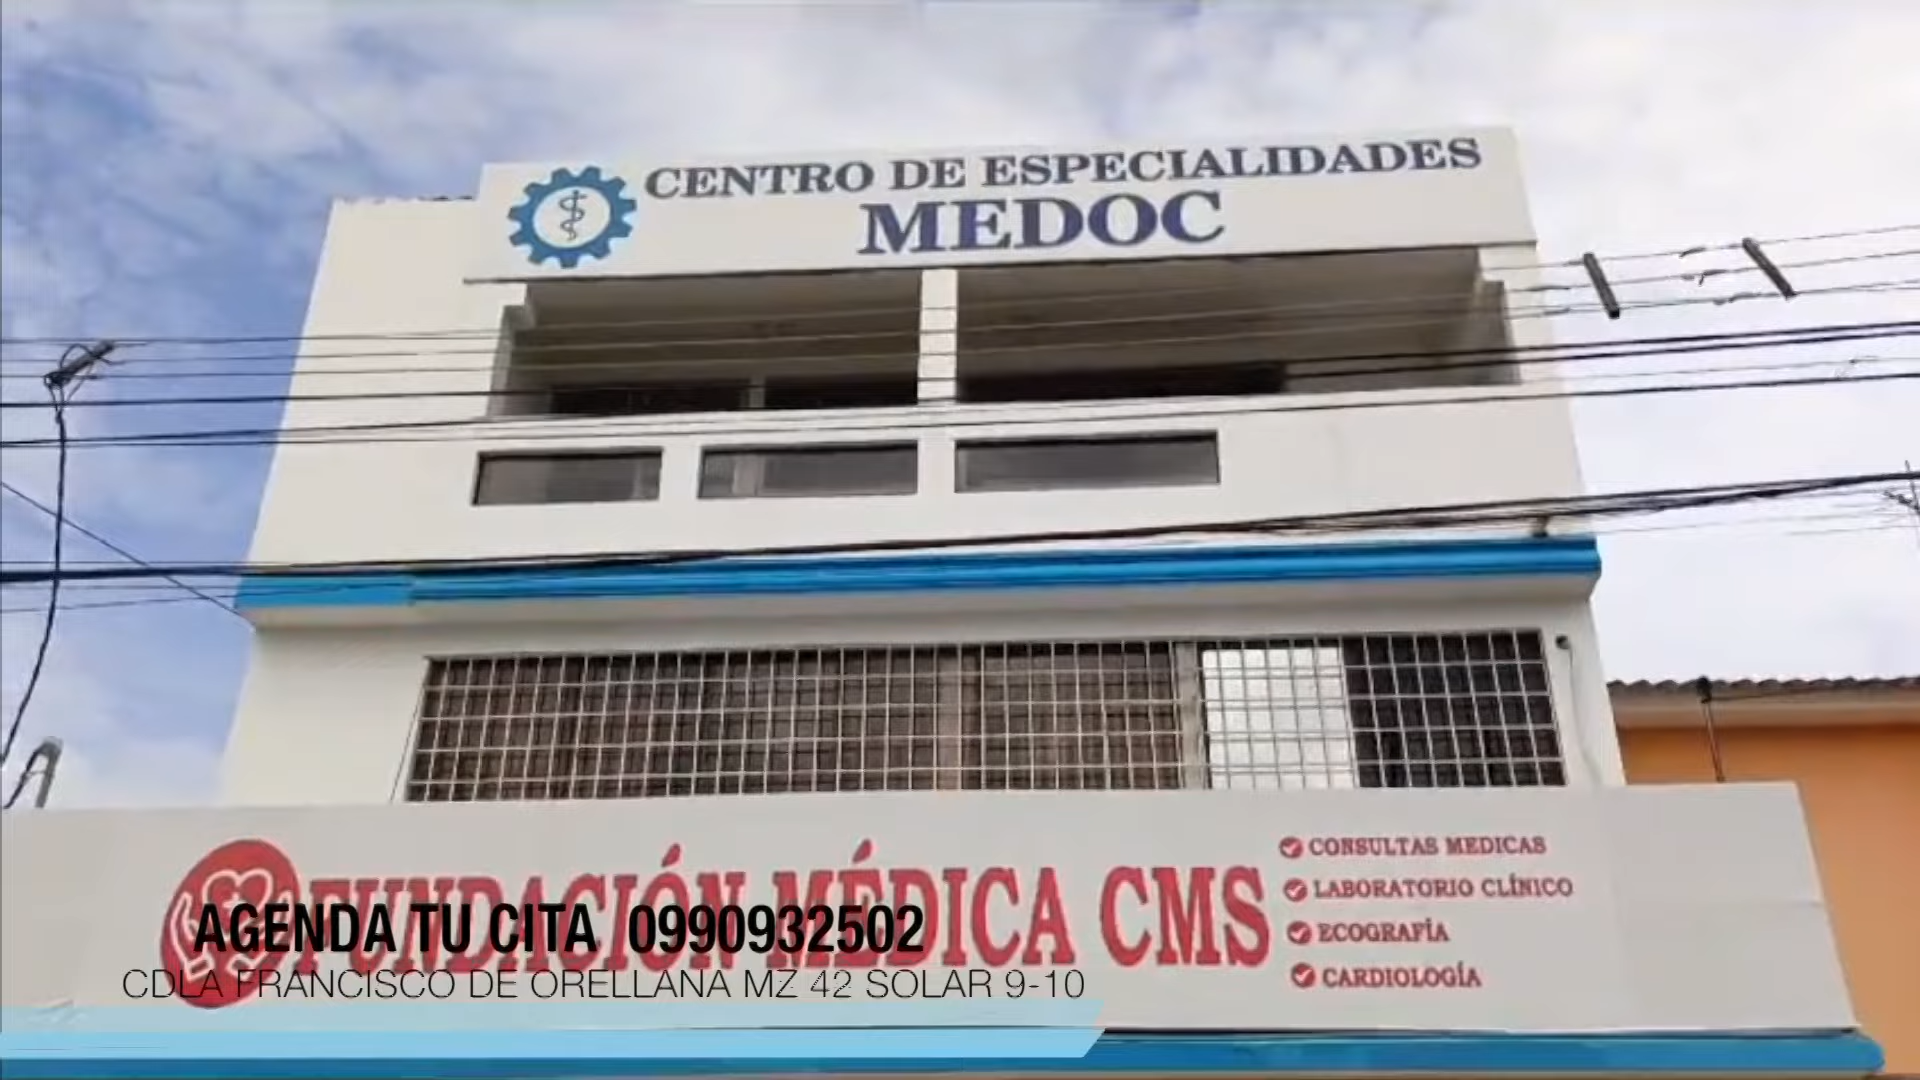 CENTRO DE ESPECIALIDADES
MEDOC
FUNDACIÓN MÉDICA CMS
CONSULTAS MEDICAS
LABORATORIO CLÍNICO
ECOGRAFÍA
CARDIOLOGÍA
AGENDA TU CITA 0990932502
CDLA FRANCISCO DE ORELLANA MZ 42 SOLAR 9-10